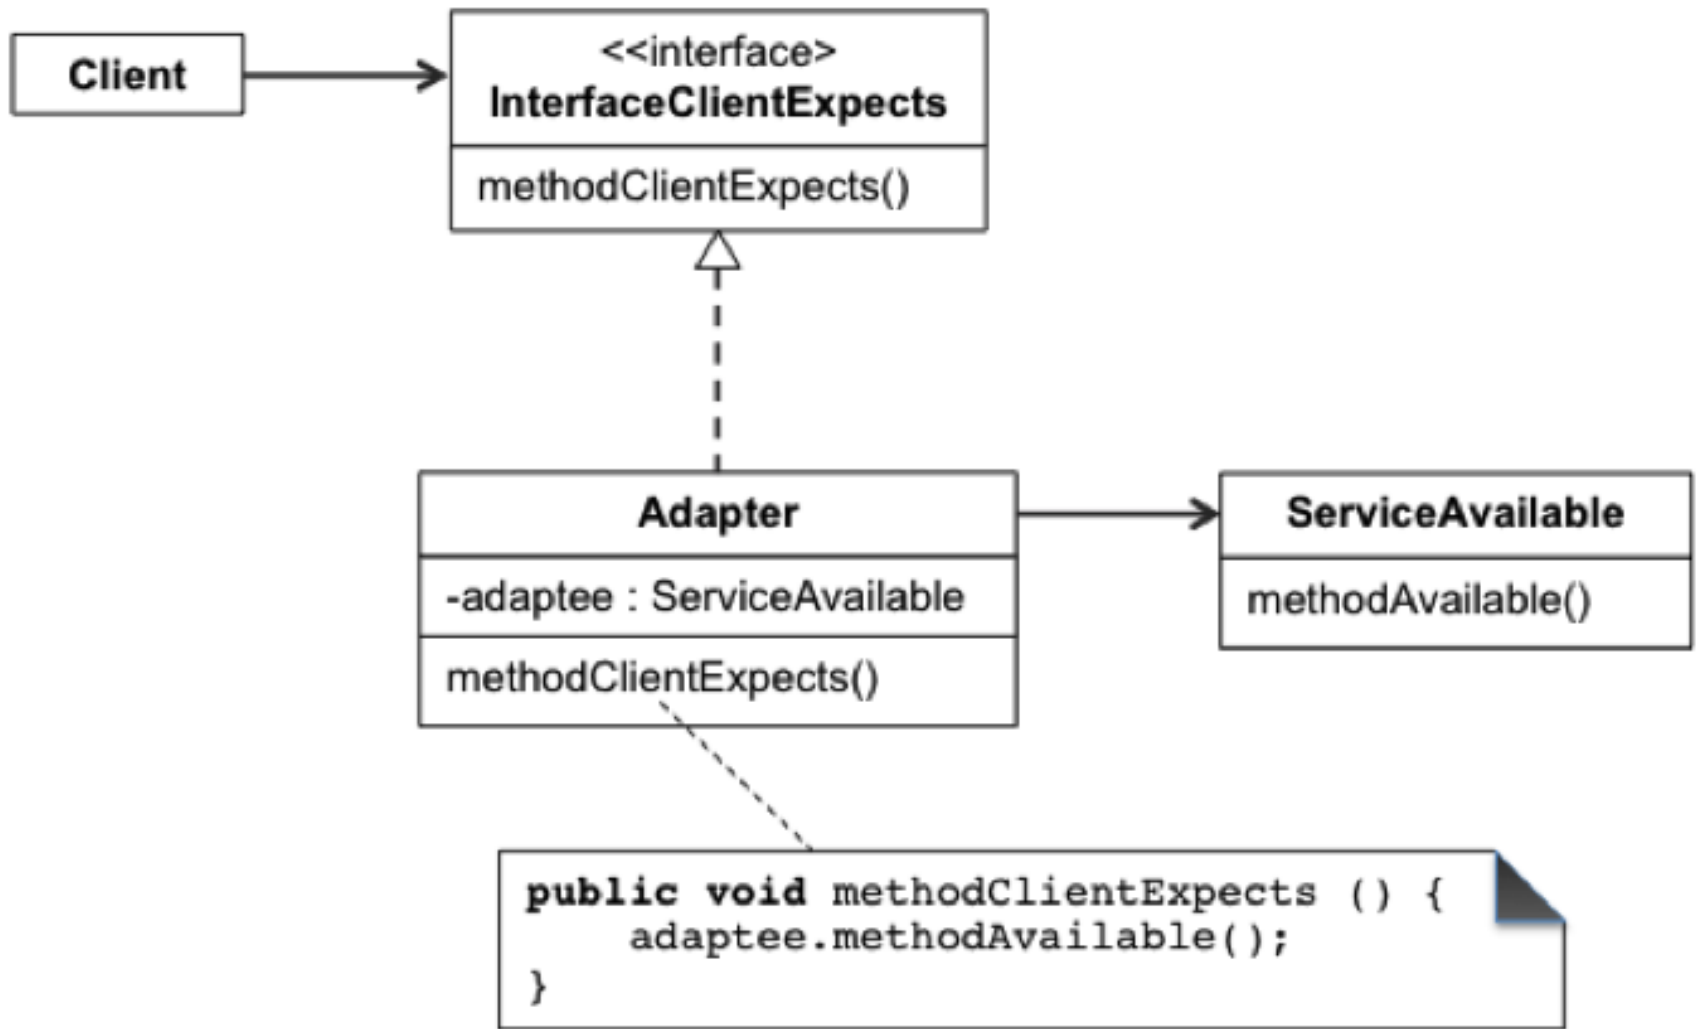 Client
<<interface>
InterfaceClientExpects
methodClientExpects()
Adapter
-adaptee : ServiceAvailable
methodClientExpects()
ServiceAvailable
methodAvailable()
public void methodClientExpects () {
adaptee.methodAvailable();
}